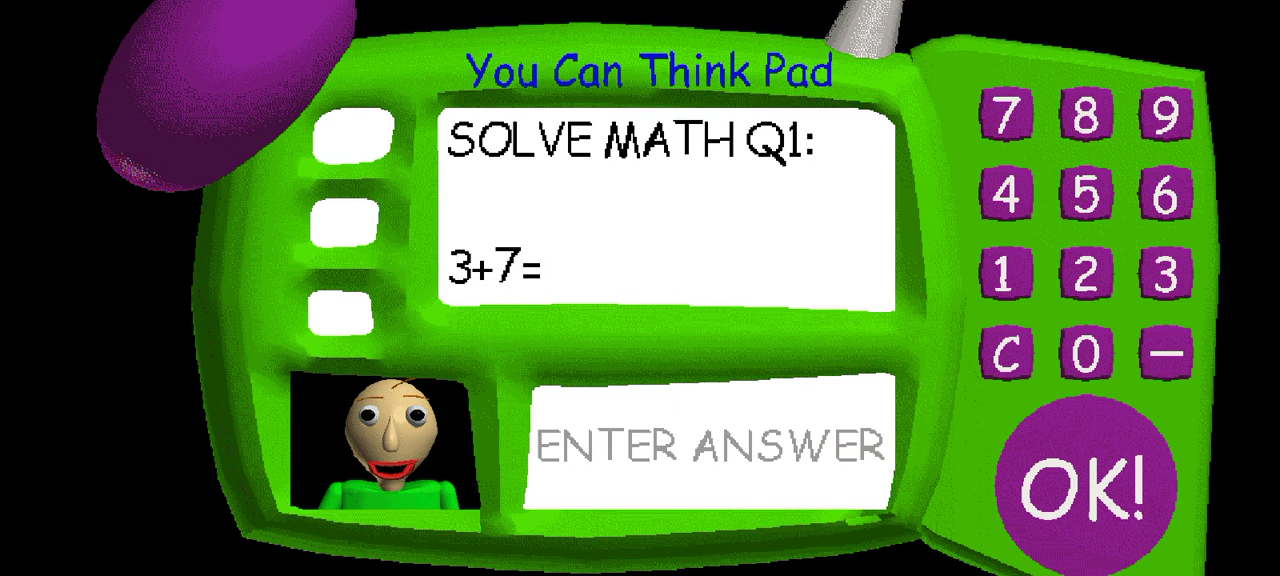 You Can Think Pad
SOLVE MATH Q1:
3+7=
ENTER ANSWER
7 8 9
4 5 6
1 2 3
C 0 —
OK!